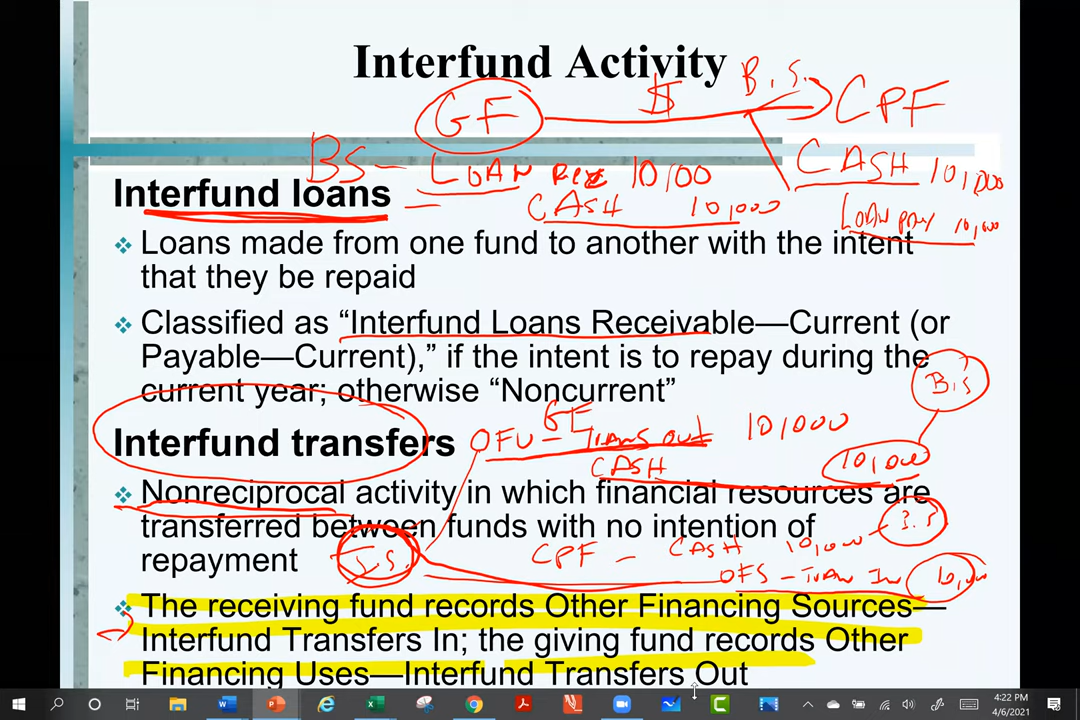 Interfund Activity
B.S.
GF $ CPF
BS - LOAN REC 10,100
CASH 10,000
CASH 10,000
LOAN PAY 10,000
Interfund loans
Loans made from one fund to another with the intent
that they be repaid
Classified as “Interfund Loans Receivable—Current (or
Payable—Current),” if the intent is to repay during the
current year; otherwise “Noncurrent”
B.S
GF
OFU - TRANS OUT 10,000
CASH 10,000
Interfund transfers
Nonreciprocal activity in which financial resources are
transferred between funds with no intention of
repayment
B.S
I.S.
CPF - CASH 10,000
OFS - TRAN IN 10,000
The receiving fund records Other Financing Sources—
Interfund Transfers In; the giving fund records Other
Financing Uses—Interfund Transfers Out
4:22 PM
4/6/2021